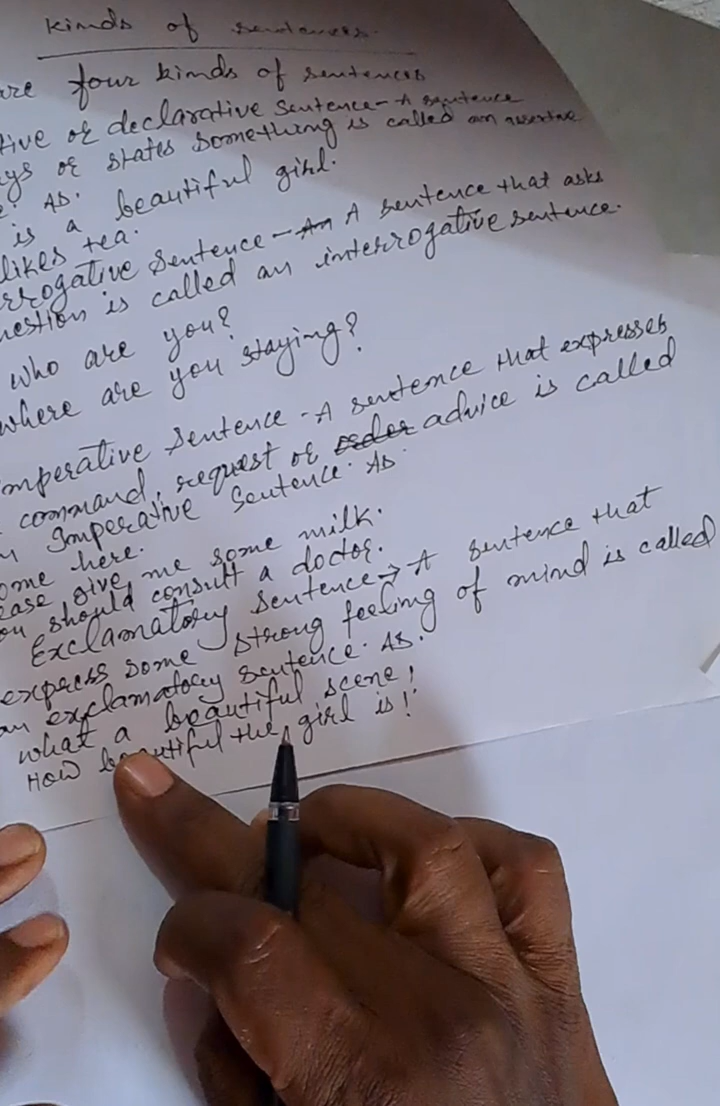 Kinds of sentences.
are four kinds of sentences
tive or declarative sentence - A sentence
ys or states something is called an assertive
As.
is a beautiful girl.
likes tea.
rrogative sentence - An A sentence that asks
uestion is called an interrogative sentence.
Who are you?
where are you staying?
mperative sentence - A sentence that expresses
command, request or order advice is called
Imperative Sentence. As.
ome here.
ease give me some milk.
ou should consult a doctor.
Exclamatory sentence → A sentence that
express some strong feeling of mind is called
an exclamatory sentence. As.
what a beautiful scene!
How beautiful the girl is!